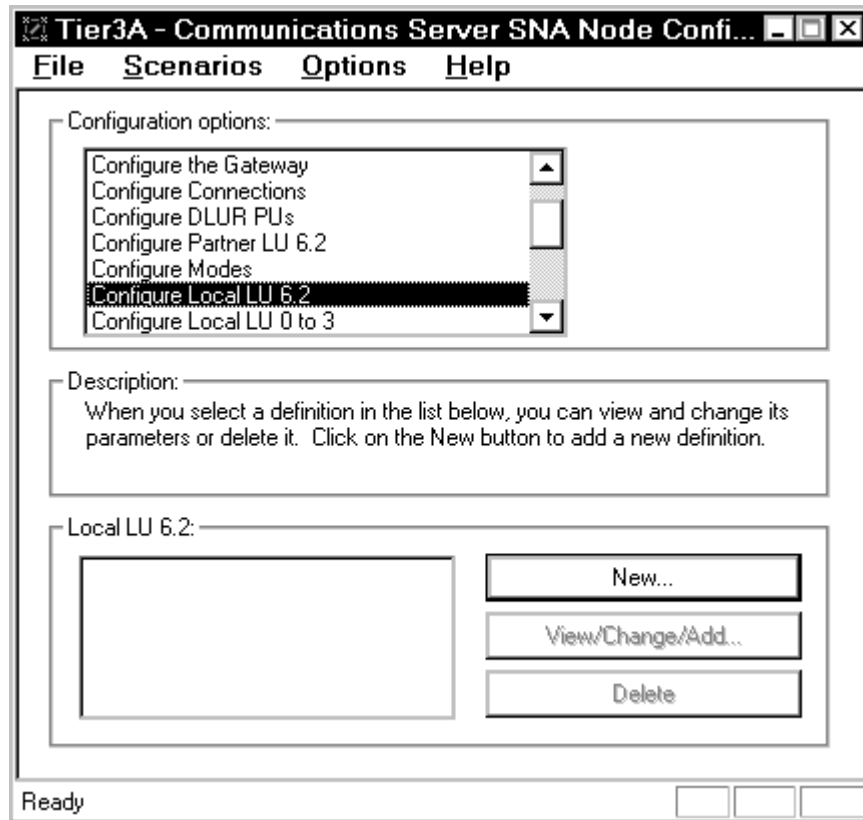 Tier3A - Communications Server SNA Node Confi...
File Scenarios Options Help
Configuration options:
Configure the Gateway
Configure Connections
Configure DLUR PUs
Configure Partner LU 6.2
Configure Modes
Configure Local LU 6.2
Configure Local LU 0 to 3
Description:
When you select a definition in the list below, you can view and change its
parameters or delete it. Click on the New button to add a new definition.
Local LU 6.2:
New...
View/Change/Add...
Delete
Ready